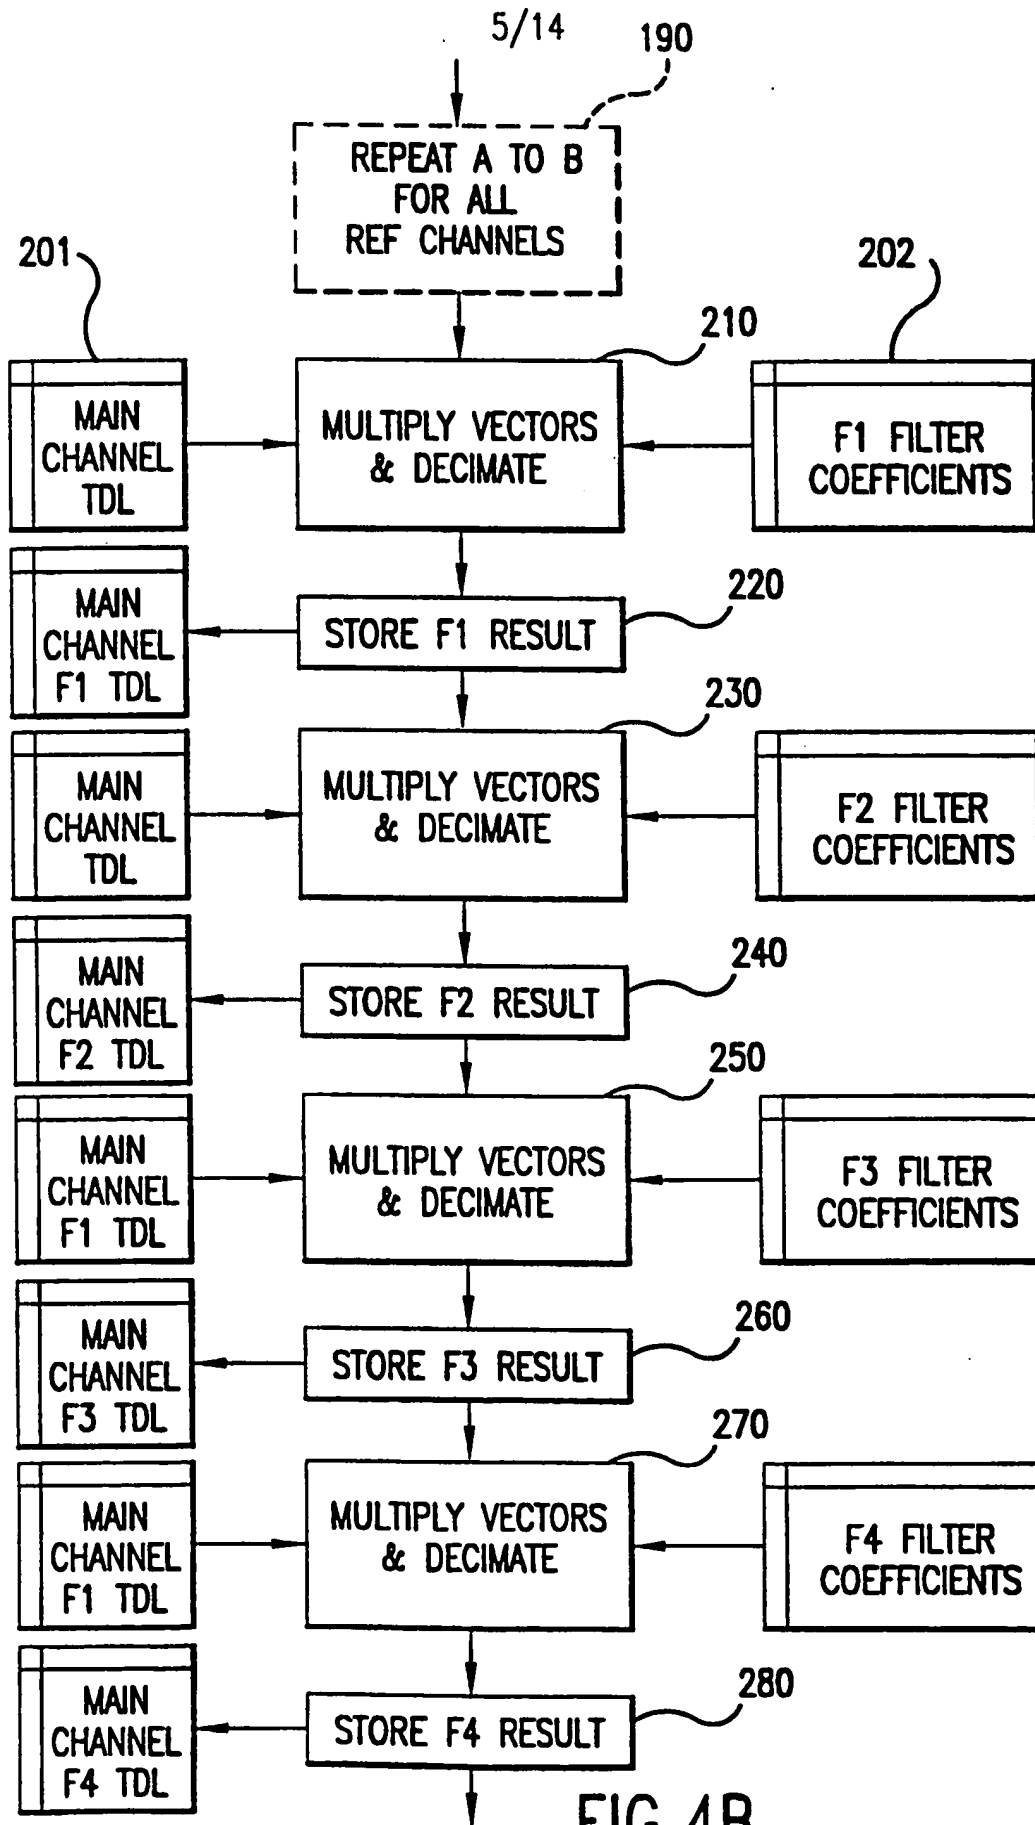 5/14
190
REPEAT A TO B
FOR ALL
REF CHANNELS
201
202
210
MAIN
CHANNEL
TDL
MULTIPLY VECTORS
& DECIMATE
F1 FILTER
COEFFICIENTS
MAIN
CHANNEL
F1 TDL
STORE F1 RESULT
220
230
MAIN
CHANNEL
TDL
MULTIPLY VECTORS
& DECIMATE
F2 FILTER
COEFFICIENTS
MAIN
CHANNEL
F2 TDL
STORE F2 RESULT
240
250
MAIN
CHANNEL
F1 TDL
MULTIPLY VECTORS
& DECIMATE
F3 FILTER
COEFFICIENTS
MAIN
CHANNEL
F3 TDL
STORE F3 RESULT
260
270
MAIN
CHANNEL
F1 TDL
MULTIPLY VECTORS
& DECIMATE
F4 FILTER
COEFFICIENTS
MAIN
CHANNEL
F4 TDL
STORE F4 RESULT
280
FIG.4B